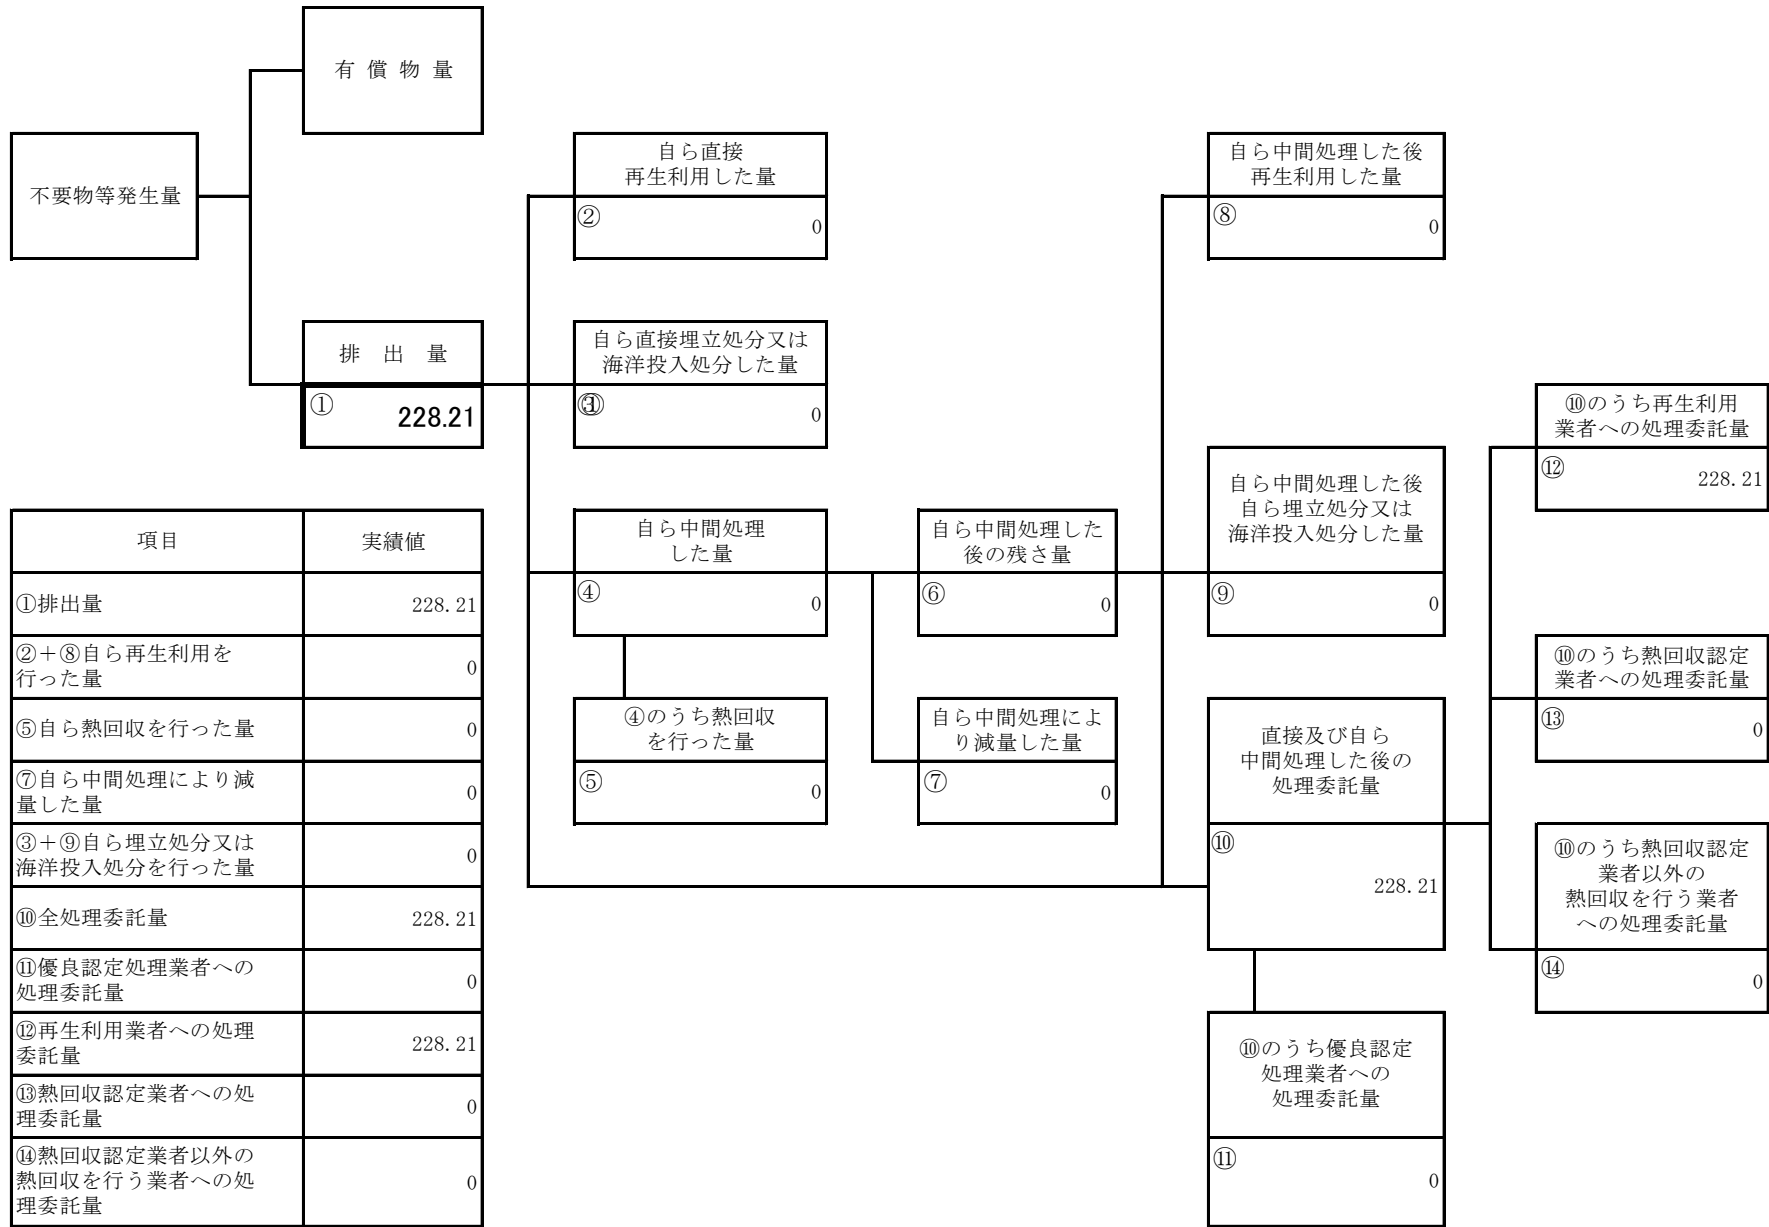 有 償 物 量
不要物等発生量
排　出　量
① 228.21
自ら直接
再生利用した量
② 0
自ら直接埋立処分又は
海洋投入処分した量
③ 0
自ら中間処理
した量
④ 0
④のうち熱回収
を行った量
⑤ 0
自ら中間処理した
後の残さ量
⑥ 0
自ら中間処理によ
り減量した量
⑦ 0
自ら中間処理した後
再生利用した量
⑧ 0
自ら中間処理した後
自ら埋立処分又は
海洋投入処分した量
⑨ 0
直接及び自ら
中間処理した後の
処理委託量
⑩
228.21
⑩のうち優良認定
処理業者への
処理委託量
⑪ 0
⑩のうち再生利用
業者への処理委託量
⑫ 228.21
⑩のうち熱回収認定
業者への処理委託量
⑬ 0
⑩のうち熱回収認定
業者以外の
熱回収を行う業者
への処理委託量
⑭ 0
項目 実績値
①排出量 228.21
②＋⑧自ら再生利用を
行った量 0
⑤自ら熱回収を行った量 0
⑦自ら中間処理により減
量した量 0
③＋⑨自ら埋立処分又は
海洋投入処分を行った量 0
⑩全処理委託量 228.21
⑪優良認定処理業者への
処理委託量 0
⑫再生利用業者への処理
委託量 228.21
⑬熱回収認定業者への処
理委託量 0
⑭熱回収認定業者以外の
熱回収を行う業者への処
理委託量 0